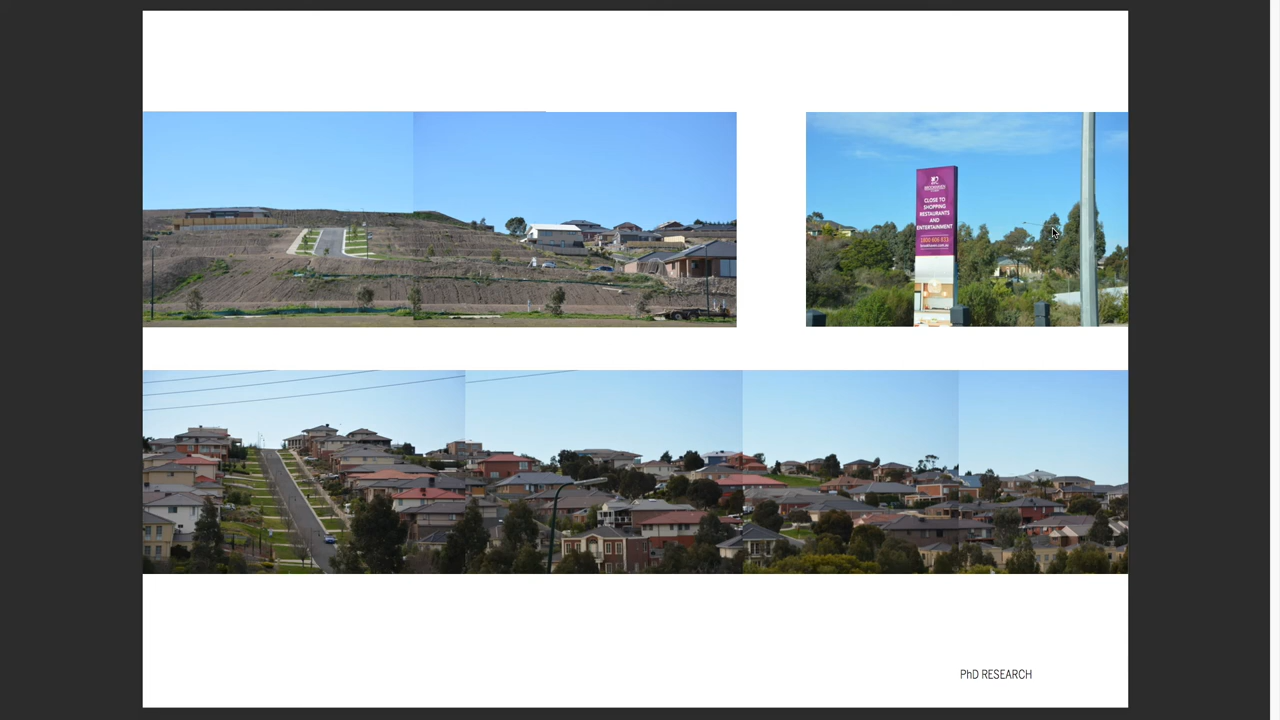 CLOSE TO
SHOPPING
RESTAURANTS
AND
ENTERTAINMENT
PhD RESEARCH